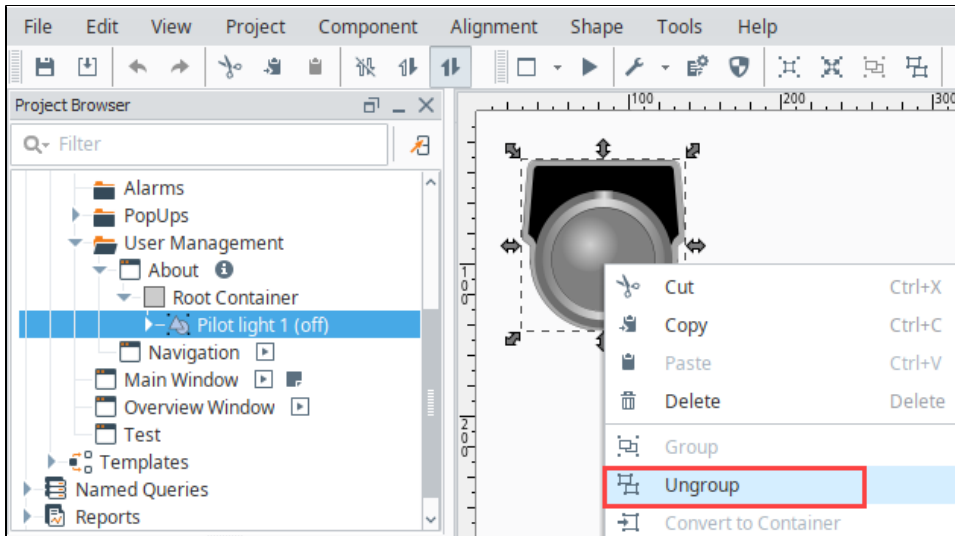 File Edit View Project Component Alignment Shape Tools Help
Project Browser
Filter
Alarms
PopUps
User Management
About
Root Container
Pilot light 1 (off)
Navigation
Main Window
Overview Window
Test
Templates
Named Queries
Reports
100 200 300
100
200
Cut Ctrl+X
Copy Ctrl+C
Paste Ctrl+V
Delete Delete
Group
Ungroup
Convert to Container